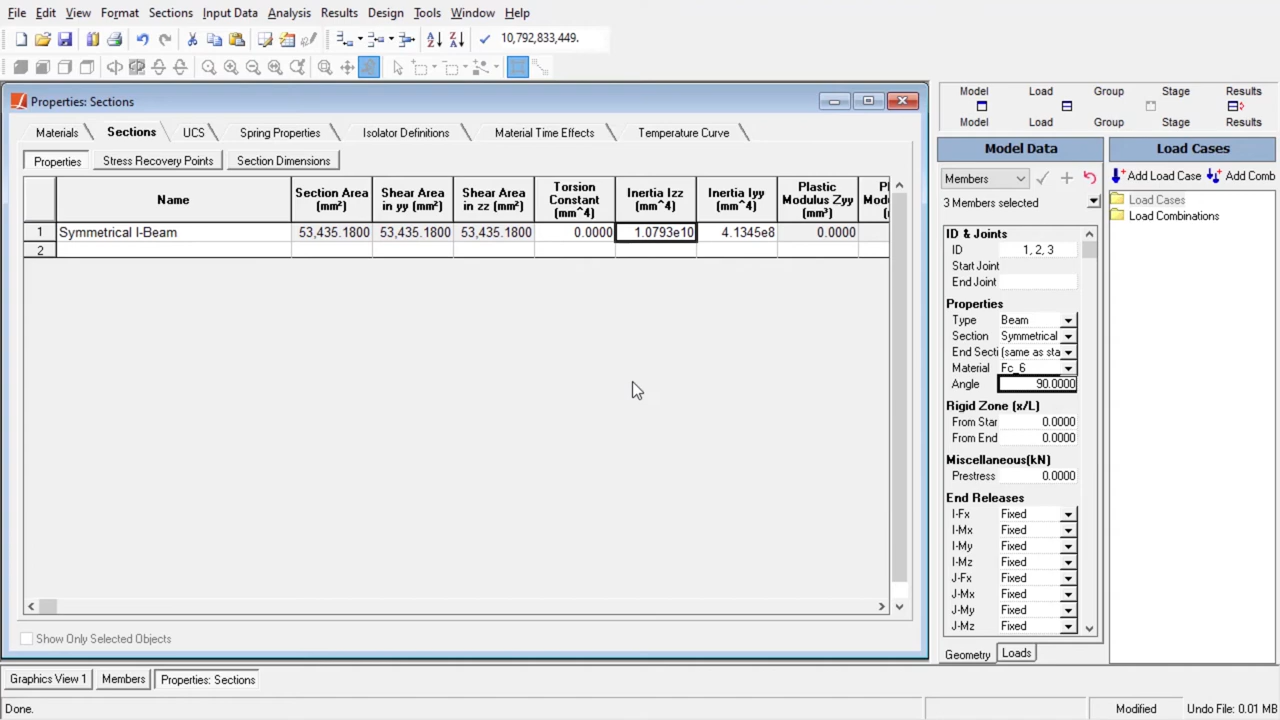 File Edit View Format Sections Input Data Analysis Results Design Tools Window Help
10,792,833,449.
Properties: Sections
Materials Sections UCS Spring Properties Isolator Definitions Material Time Effects Temperature Curve
Properties Stress Recovery Points Section Dimensions
Name
Section Area (mm²)
Shear Area in yy (mm²)
Shear Area in zz (mm²)
Torsion Constant (mm^4)
Inertia Izz (mm^4)
Inertia Iyy (mm^4)
Plastic Modulus Zyy (mm³)
1 Symmetrical I-Beam 53,435.1800 53,435.1800 53,435.1800 0.0000 1.0793e10 4.1345e8 0.0000
2
Show Only Selected Objects
Graphics View 1 Members Properties: Sections
Done.
Model Load Group Stage Results
Model Load Group Stage Results
Model Data
Members
3 Members selected
ID & Joints
ID 1, 2, 3
Start Joint
End Joint
Properties
Type Beam
Section Symmetrical
End Secti (same as sta
Material Fc_6
Angle 90.0000
Rigid Zone (x/L)
From Star 0.0000
From End 0.0000
Miscellaneous(kN)
Prestress 0.0000
End Releases
I-Fx Fixed
I-Mx Fixed
I-My Fixed
I-Mz Fixed
J-Fx Fixed
J-Mx Fixed
J-My Fixed
J-Mz Fixed
Geometry Loads
Load Cases
Add Load Case Add Comb
Load Cases
Load Combinations
Modified Undo File: 0.01 MB